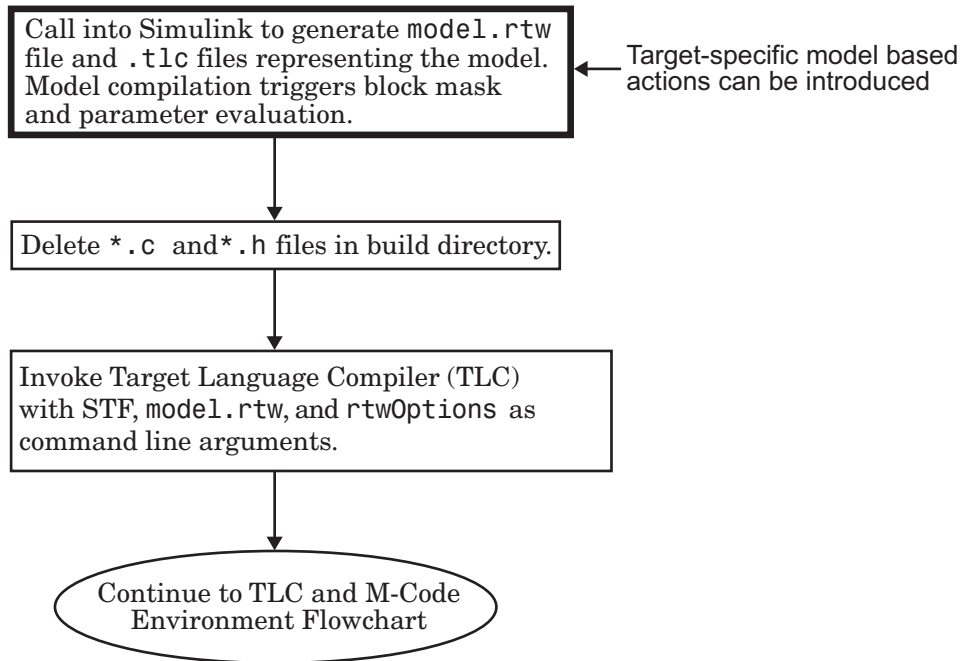 Call into Simulink to generate model.rtw
file and .tlc files representing the model.
Model compilation triggers block mask
and parameter evaluation.
Target-specific model based
actions can be introduced
Delete *.c and*.h files in build directory.
Invoke Target Language Compiler (TLC)
with STF, model.rtw, and rtwOptions as
command line arguments.
Continue to TLC and M-Code
Environment Flowchart